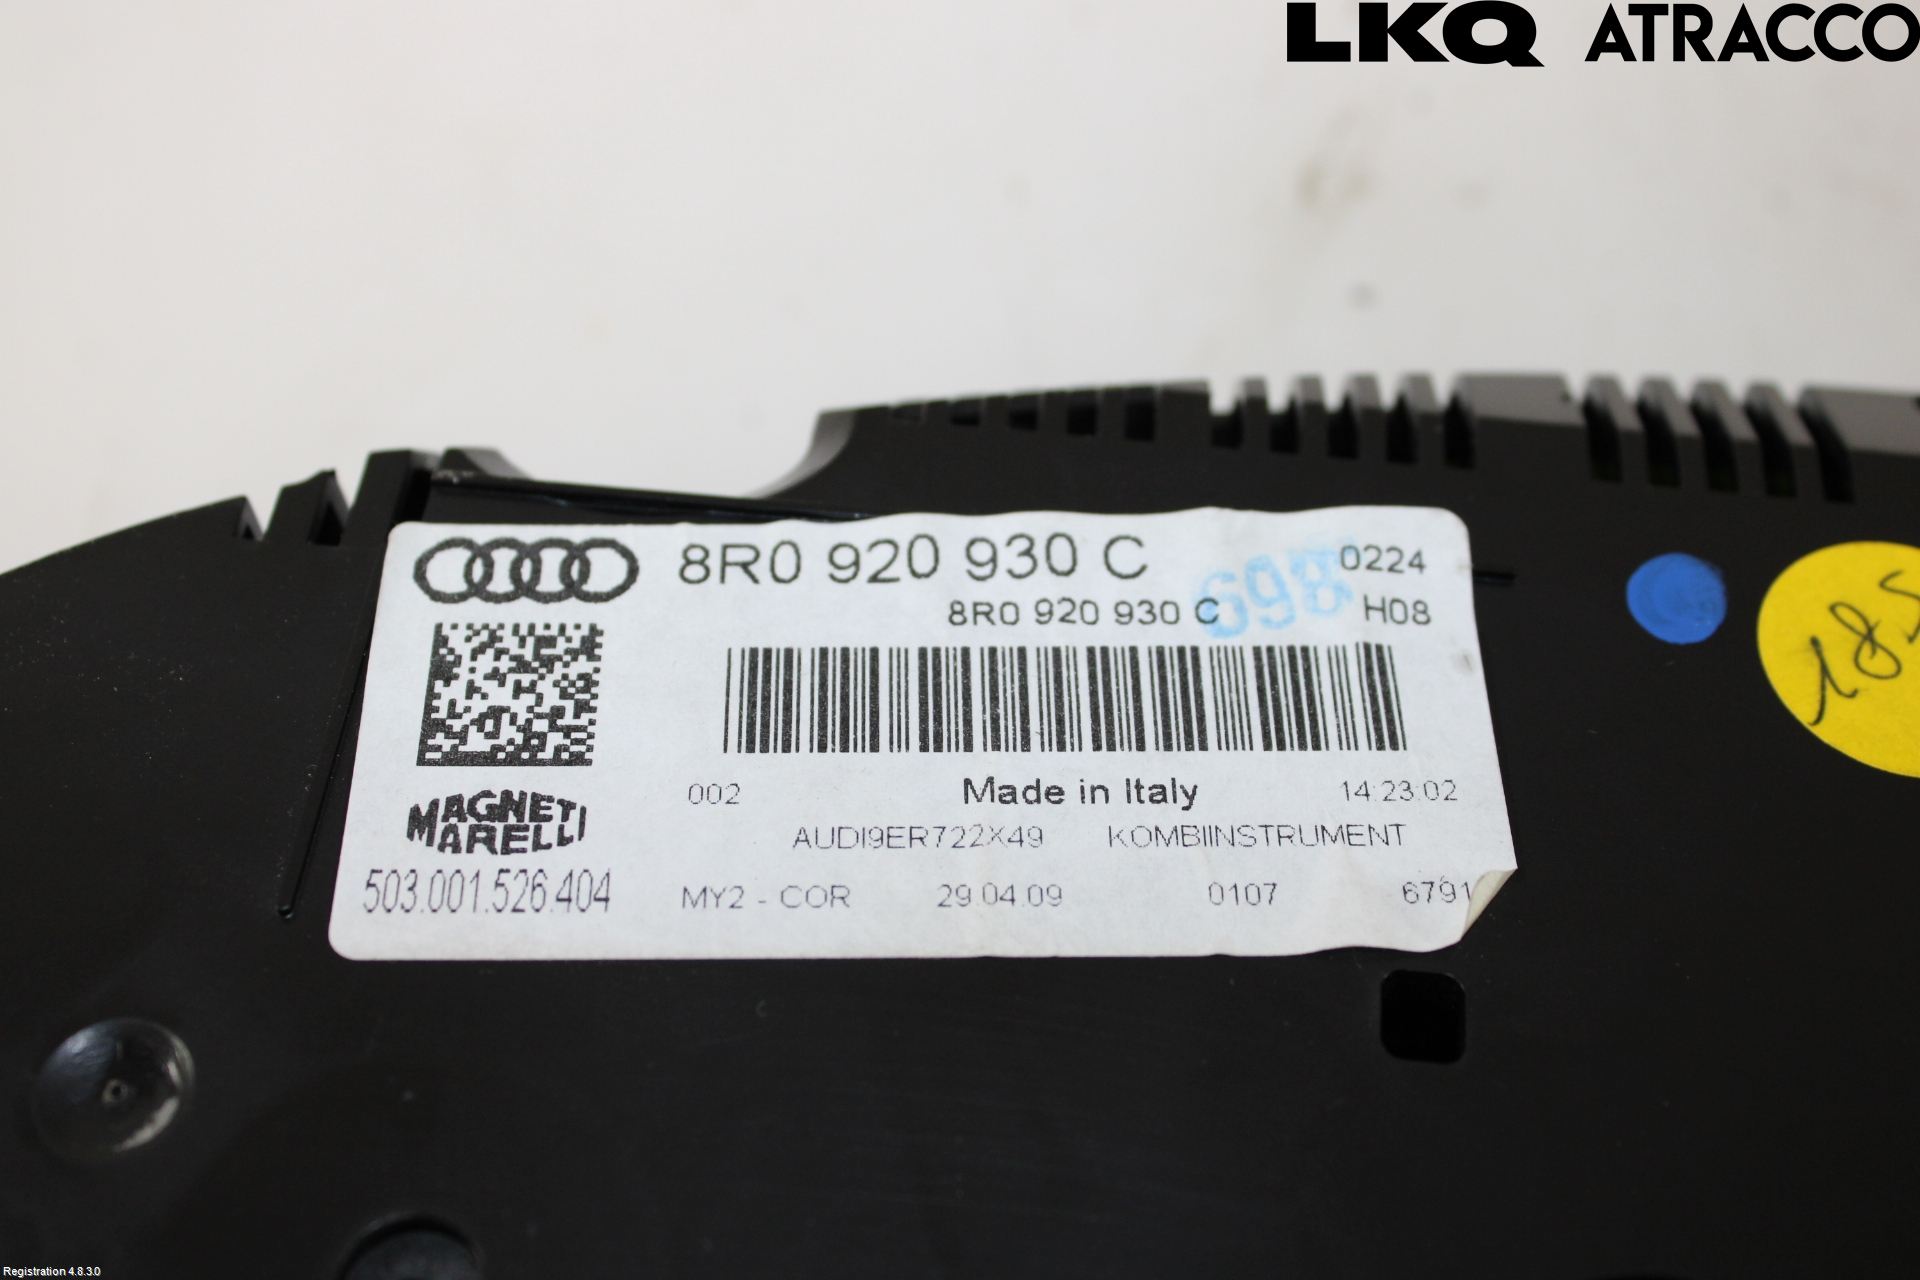 LKQ ATRACCO
8R0 920 930 C 0224
8R0 920 930 C 698 H08
002 Made in Italy 14:23:02
MAGNETI
MARELLI
AUDI9ER722X49 KOMBIINSTRUMENT
503.001.526.404
MY2 - COR 29.04.09 0107 6791
Registration 4.8.3.0